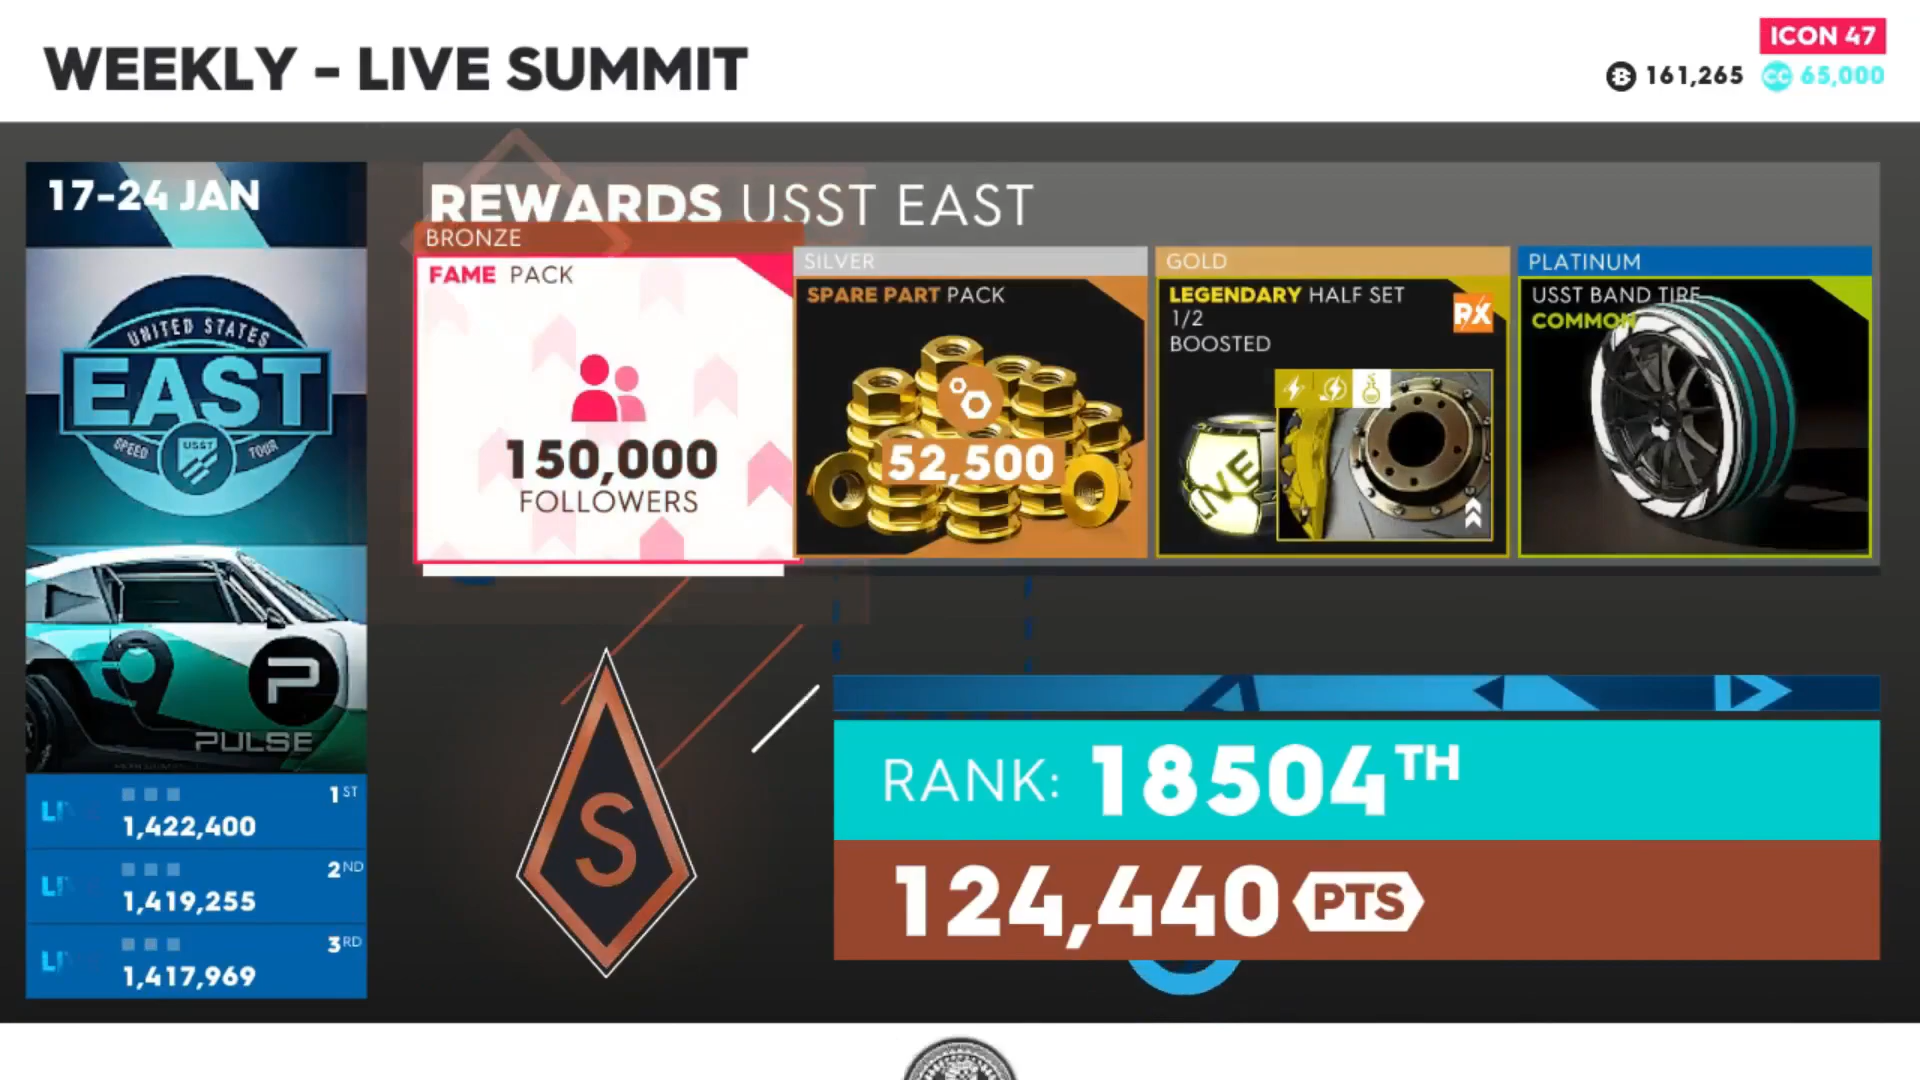 WEEKLY - LIVE SUMMIT
ICON 47
161,265
CC 65,000
17-24 JAN
UNITED STATES
EAST
SPEED TOUR
USST
P
PULSE
1ST
1,422,400
2ND
1,419,255
3RD
1,417,969
REWARDS USST EAST
BRONZE
FAME PACK
150,000
FOLLOWERS
SILVER
SPARE PART PACK
52,500
GOLD
LEGENDARY HALF SET
1/2
BOOSTED
RX
LIVE
PLATINUM
USST BAND TIRE
COMMON
S
RANK: 18504TH
124,440 PTS